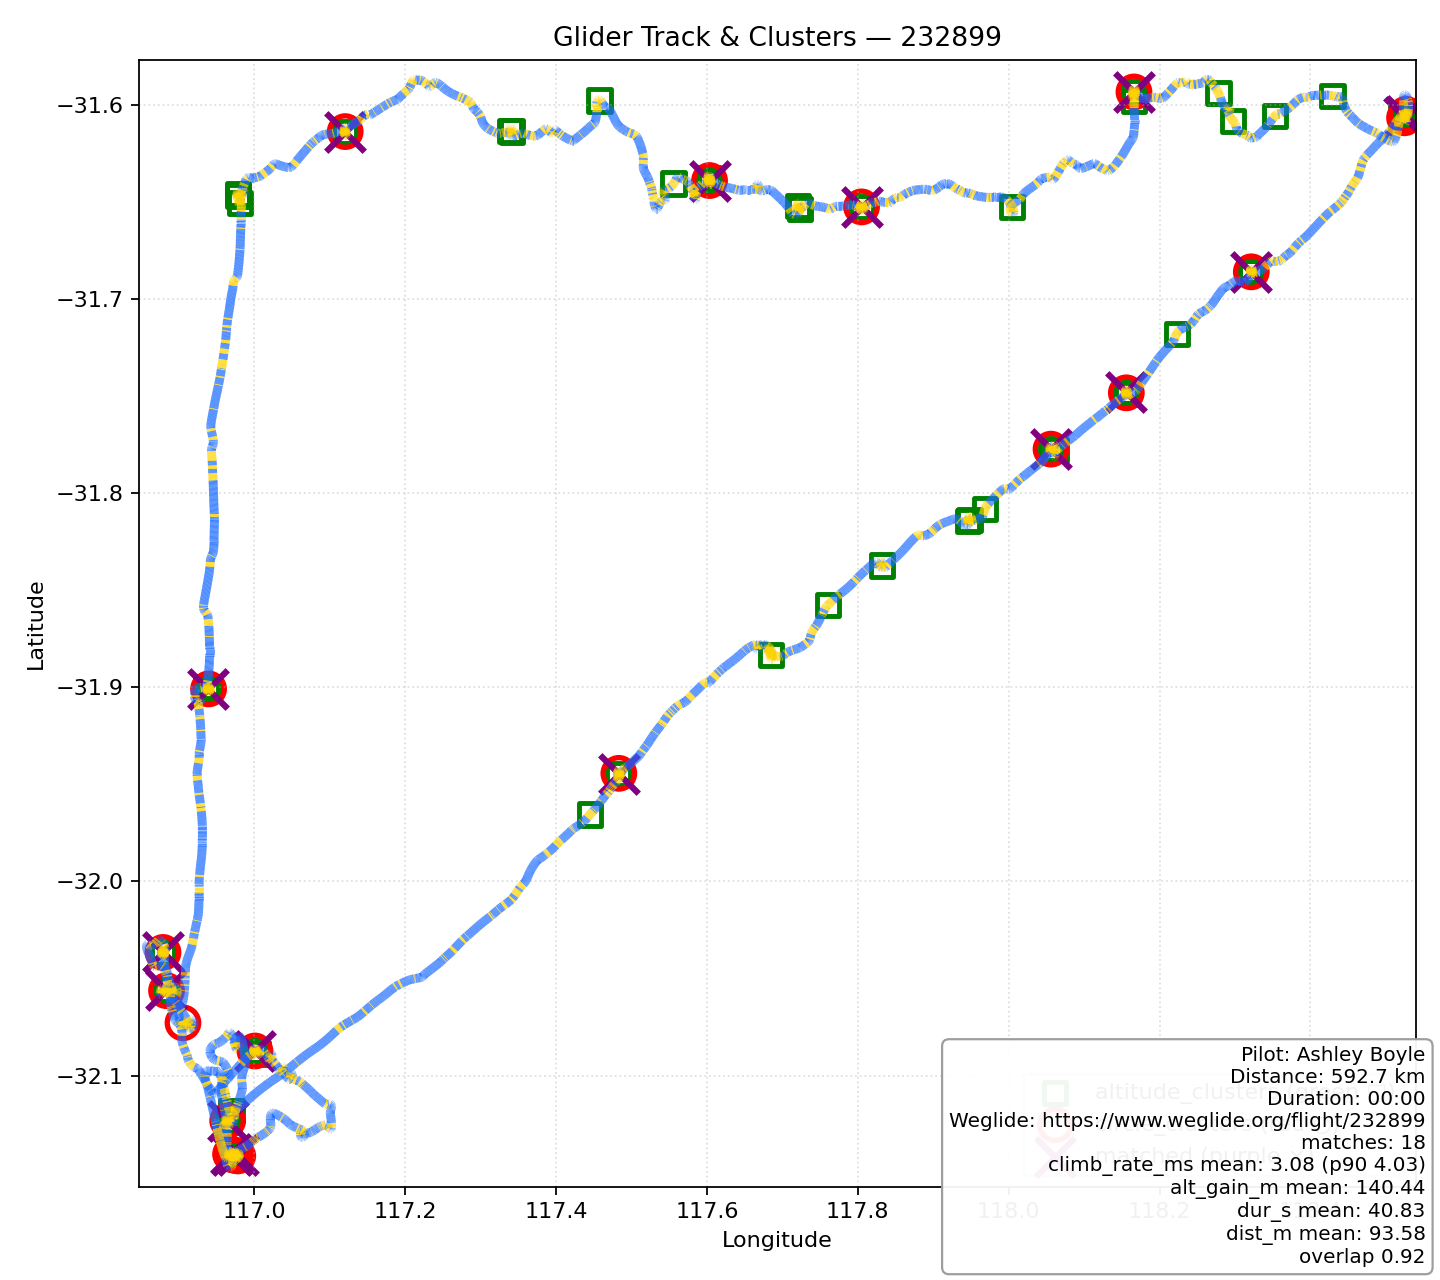 Glider Track & Clusters — 232899
−31.6
−31.7
−31.8
−31.9
−32.0
−32.1
Latitude
117.0
117.2
117.4
117.6
117.8
118.0
118.2
Longitude
altitude_cluste
matched (purple
Pilot: Ashley Boyle
Distance: 592.7 km
Duration: 00:00
Weglide: https://www.weglide.org/flight/232899
matches: 18
climb_rate_ms mean: 3.08 (p90 4.03)
alt_gain_m mean: 140.44
dur_s mean: 40.83
dist_m mean: 93.58
overlap 0.92